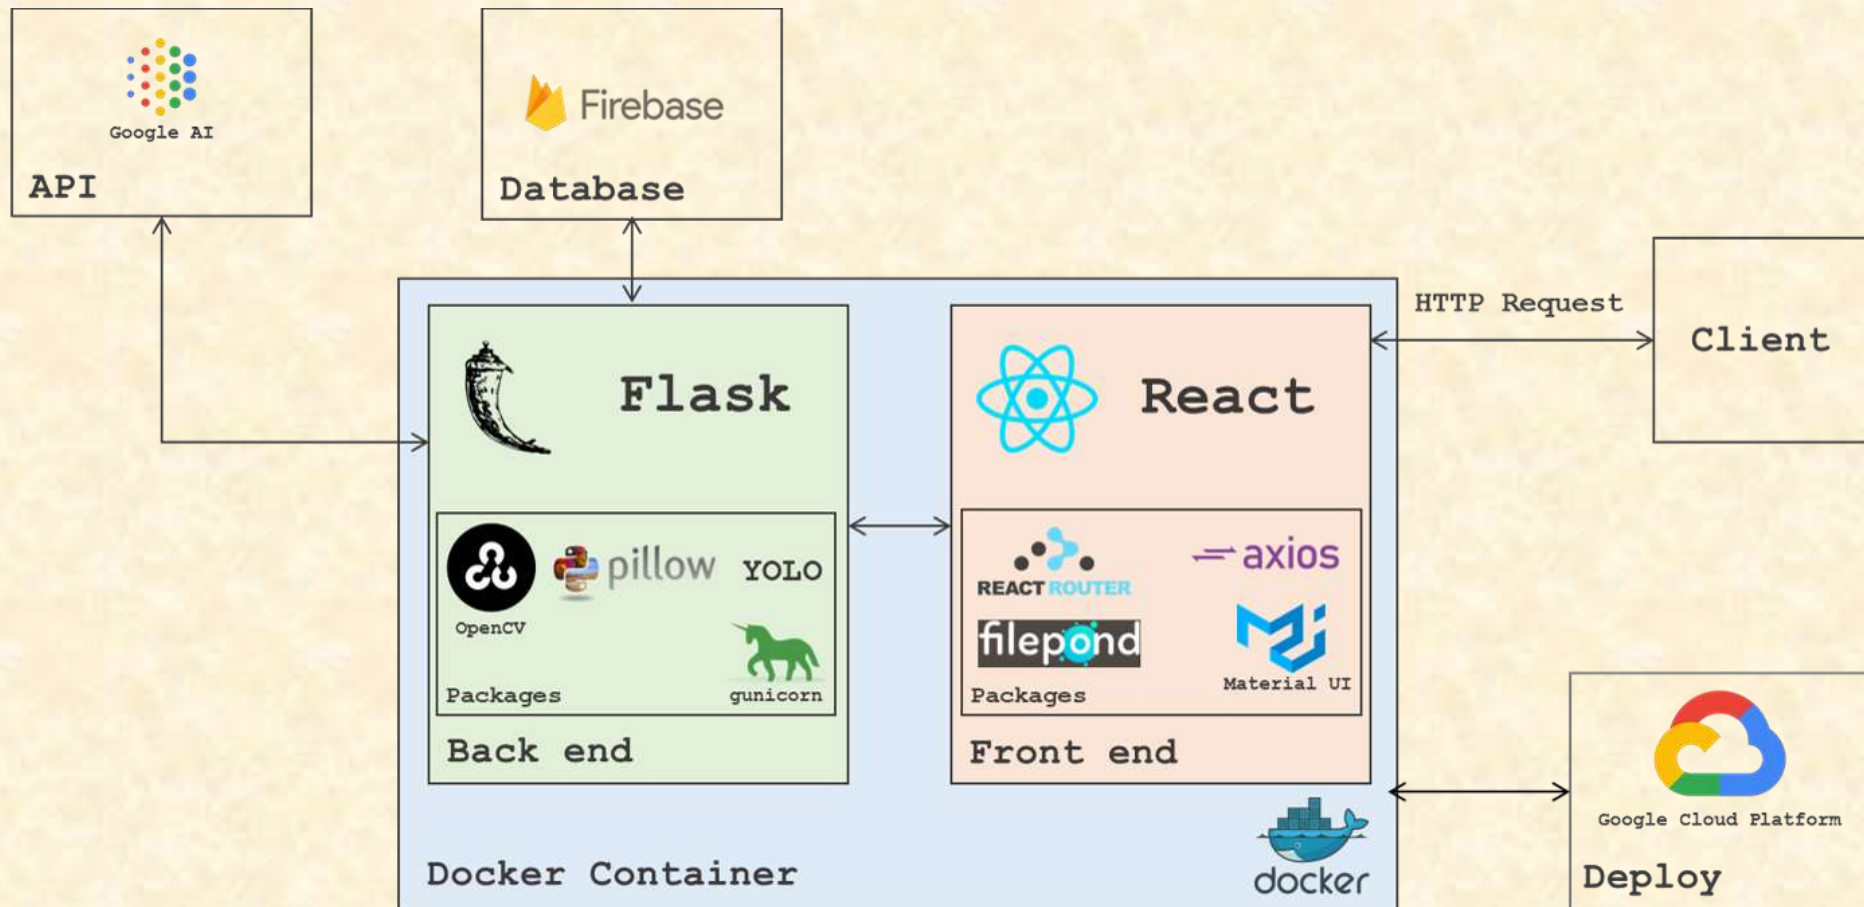 Google AI
API
Firebase
Database
Flask
OpenCV
pillow
YOLO
gunicorn
Packages
Back end
React
REACT ROUTER
axios
filepond
Material UI
Packages
Front end
Docker Container
docker
HTTP Request
Client
Google Cloud Platform
Deploy